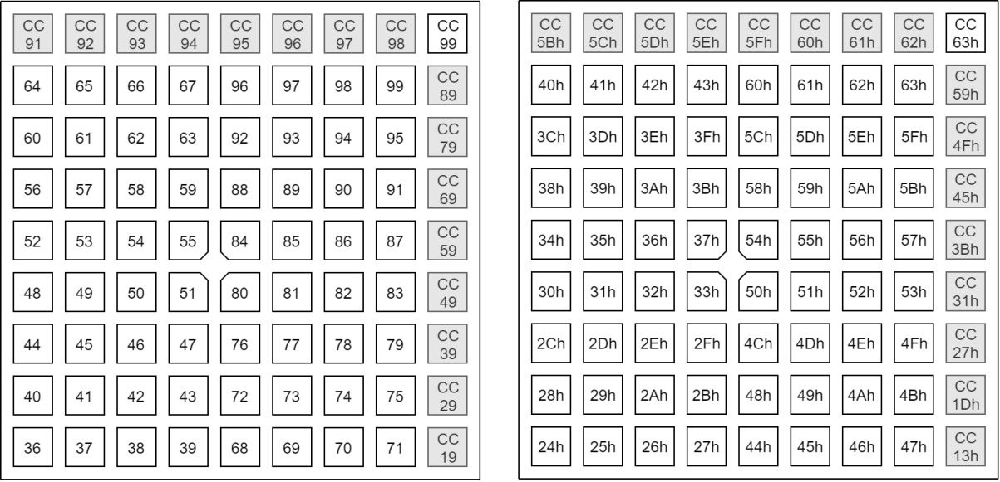 CC 91 CC 92 CC 93 CC 94 CC 95 CC 96 CC 97 CC 98 CC 99
64 65 66 67 96 97 98 99 CC 89
60 61 62 63 92 93 94 95 CC 79
56 57 58 59 88 89 90 91 CC 69
52 53 54 55 84 85 86 87 CC 59
48 49 50 51 80 81 82 83 CC 49
44 45 46 47 76 77 78 79 CC 39
40 41 42 43 72 73 74 75 CC 29
36 37 38 39 68 69 70 71 CC 19
CC 5Bh CC 5Ch CC 5Dh CC 5Eh CC 5Fh CC 60h CC 61h CC 62h CC 63h
40h 41h 42h 43h 60h 61h 62h 63h CC 59h
3Ch 3Dh 3Eh 3Fh 5Ch 5Dh 5Eh 5Fh CC 4Fh
38h 39h 3Ah 3Bh 58h 59h 5Ah 5Bh CC 45h
34h 35h 36h 37h 54h 55h 56h 57h CC 3Bh
30h 31h 32h 33h 50h 51h 52h 53h CC 31h
2Ch 2Dh 2Eh 2Fh 4Ch 4Dh 4Eh 4Fh CC 27h
28h 29h 2Ah 2Bh 48h 49h 4Ah 4Bh CC 1Dh
24h 25h 26h 27h 44h 45h 46h 47h CC 13h